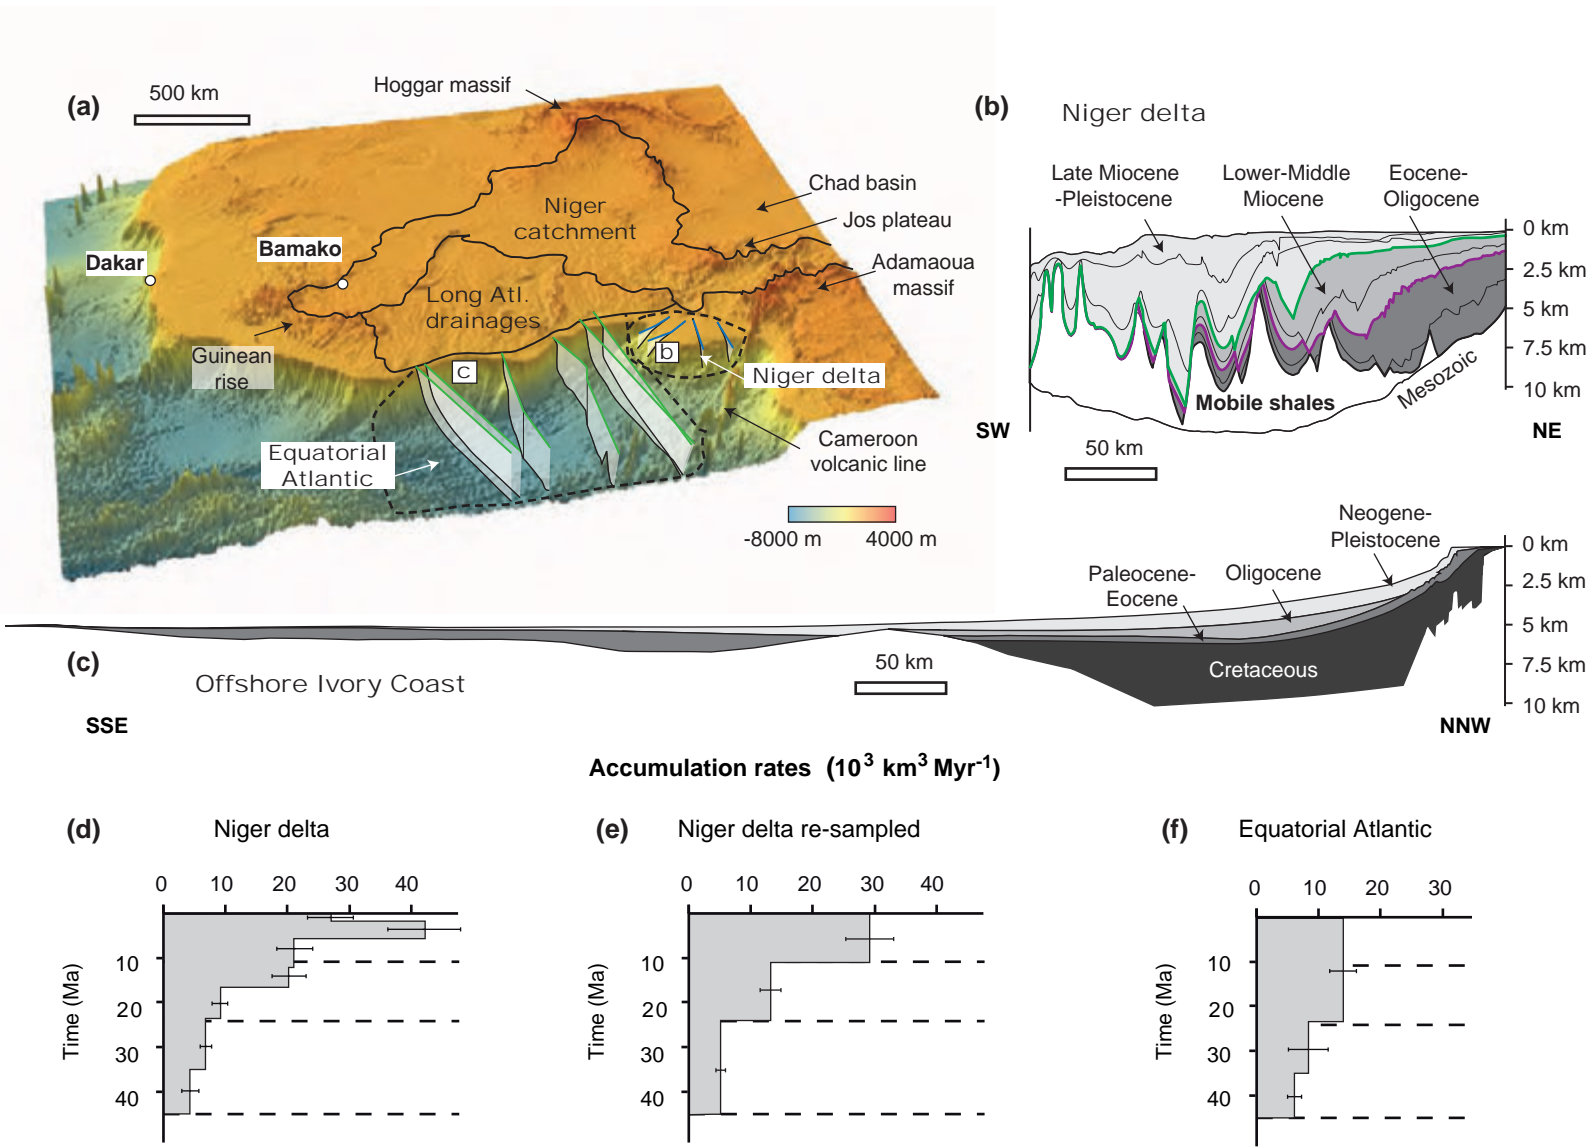 (a)
500 km
Hoggar massif
Chad basin
Niger
catchment
Jos plateau
Dakar
Bamako
Adamaoua
massif
Long Atl.
drainages
Guinean
rise
c
b
Niger delta
Equatorial
Atlantic
Cameroon
volcanic line
-8000 m
4000 m
(b)
Niger delta
Late Miocene
-Pleistocene
Lower-Middle
Miocene
Eocene-
Oligocene
0 km
2.5 km
5 km
7.5 km
10 km
Mesozoic
Mobile shales
SW
NE
50 km
Neogene-
Pleistocene
Paleocene-
Eocene
Oligocene
0 km
2.5 km
5 km
7.5 km
10 km
(c)
50 km
Cretaceous
Offshore Ivory Coast
SSE
NNW
Accumulation rates (10³ km³ Myr⁻¹)
(d)
Niger delta
0
10
20
30
40
Time (Ma)
10
20
30
40
(e)
Niger delta re-sampled
0
10
20
30
40
Time (Ma)
10
20
30
40
(f)
Equatorial Atlantic
0
10
20
30
Time (Ma)
10
20
30
40